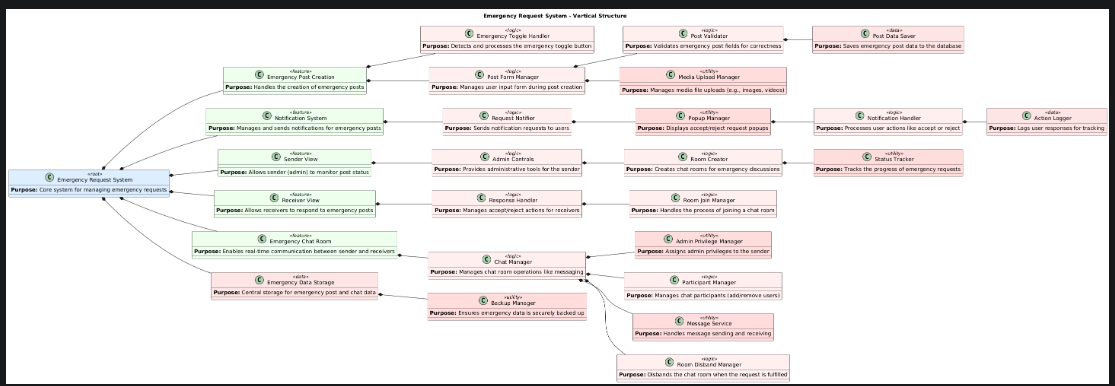 Emergency Request System - Vertical Structure
«logic»
C Emergency Toggle Handler
Purpose: Detects and processes the emergency toggle button
«logic»
C Post Validator
Purpose: Validates emergency post fields for correctness
«data»
C Post Data Saver
Purpose: Saves emergency post data to the database
«feature»
C Emergency Post Creation
Purpose: Handles the creation of emergency posts
«logic»
C Post Form Manager
Purpose: Manages user input form during post creation
«utility»
C Media Upload Manager
Purpose: Manages media file uploads (e.g., images, videos)
«feature»
C Notification System
Purpose: Manages and sends notifications for emergency posts
«logic»
C Request Notifier
Purpose: Sends notification requests to users
«utility»
C Popup Manager
Purpose: Displays accept/reject request popups
«logic»
C Notification Handler
Purpose: Processes user actions like accept or reject
«data»
C Action Logger
Purpose: Logs user responses for tracking
«feature»
C Sender View
Purpose: Allows sender (admin) to monitor post status
«logic»
C Admin Controls
Purpose: Provides administrative tools for the sender
«logic»
C Room Creator
Purpose: Creates chat rooms for emergency discussions
«utility»
C Status Tracker
Purpose: Tracks the progress of emergency requests
«root»
C Emergency Request System
Purpose: Core system for managing emergency requests
«feature»
C Receiver View
Purpose: Allows receivers to respond to emergency posts
«logic»
C Response Handler
Purpose: Manages accept/reject actions for receivers
«logic»
C Room Join Manager
Purpose: Handles the process of joining a chat room
«feature»
C Emergency Chat Room
Purpose: Enables real-time communication between sender and receivers
«logic»
C Chat Manager
Purpose: Manages chat room operations like messaging
«utility»
C Admin Privilege Manager
Purpose: Assigns admin privileges to the sender
«logic»
C Participant Manager
Purpose: Manages chat participants (add/remove users)
«data»
C Emergency Data Storage
Purpose: Central storage for emergency post and chat data
«utility»
C Backup Manager
Purpose: Ensures emergency data is securely backed up
«utility»
C Message Service
Purpose: Handles message sending and receiving
«logic»
C Room Disband Manager
Purpose: Disbands the chat room when the request is fulfilled